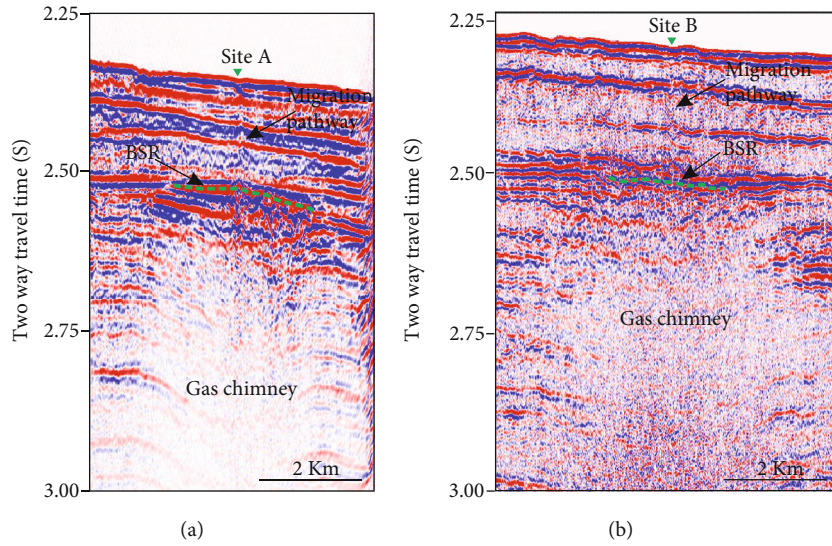 2.25
2.50
2.75
3.00
Two way travel time (S)
Site A
Migration
pathway
BSR
Gas chimney
2 Km
(a)
2.25
2.50
2.75
3.00
Two way travel time (S)
Site B
Migration
pathway
BSR
Gas chimney
2 Km
(b)